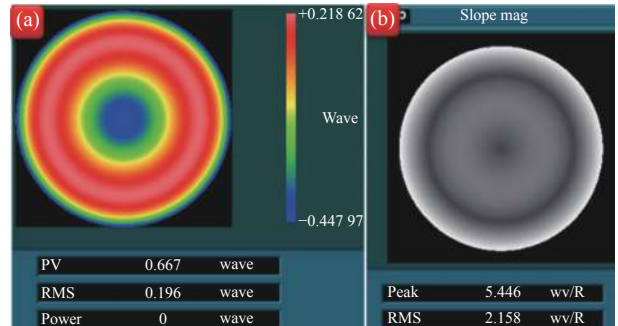 (a)
+0.218 62
Wave
−0.447 97
PV 0.667 wave
RMS 0.196 wave
Power 0 wave
(b)
Slope mag
Peak 5.446 wv/R
RMS 2.158 wv/R